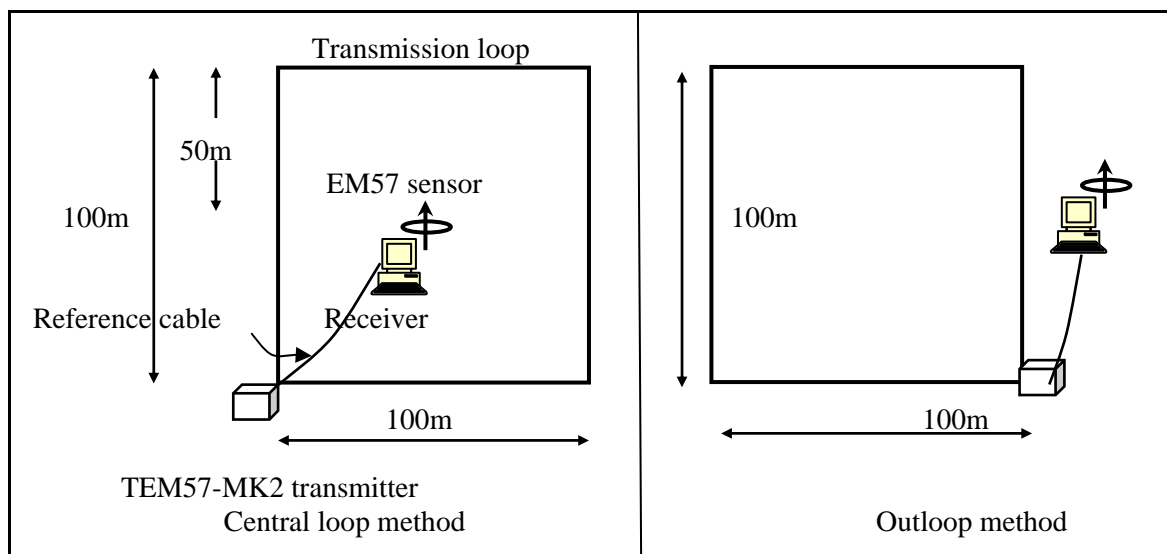 Transmission loop
50m
EM57 sensor
100m
Reference cable
Receiver
100m
TEM57-MK2 transmitter
Central loop method
100m
100m
Outloop method